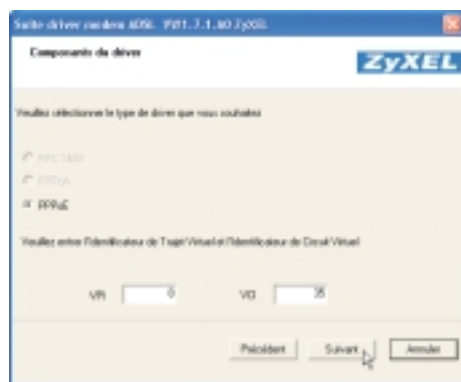 Suite driver modem ADSL ZyXEL
Composants du driver
ZyXEL
Veuillez sélectionner le type de driver que vous souhaitez
PPPoA
PPPoE
Veuillez entrer l'Identificateur de Trajet Virtuel et l'Identificateur de Circuit Virtuel
VPI 0 VCI 35
Précédent Suivant Annuler